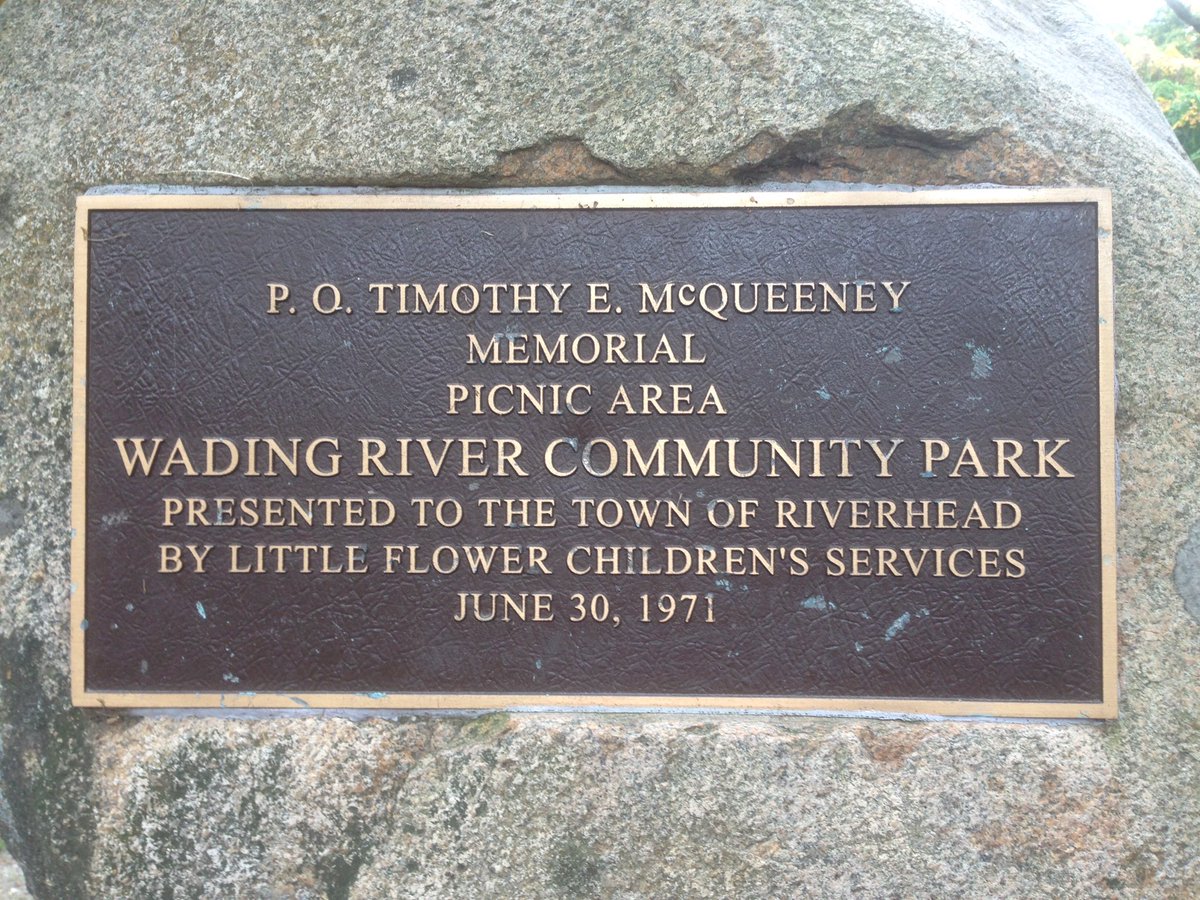 P. O. TIMOTHY E. McQUEENEY
MEMORIAL
PICNIC AREA
WADING RIVER COMMUNITY PARK
PRESENTED TO THE TOWN OF RIVERHEAD
BY LITTLE FLOWER CHILDREN'S SERVICES
JUNE 30, 1971